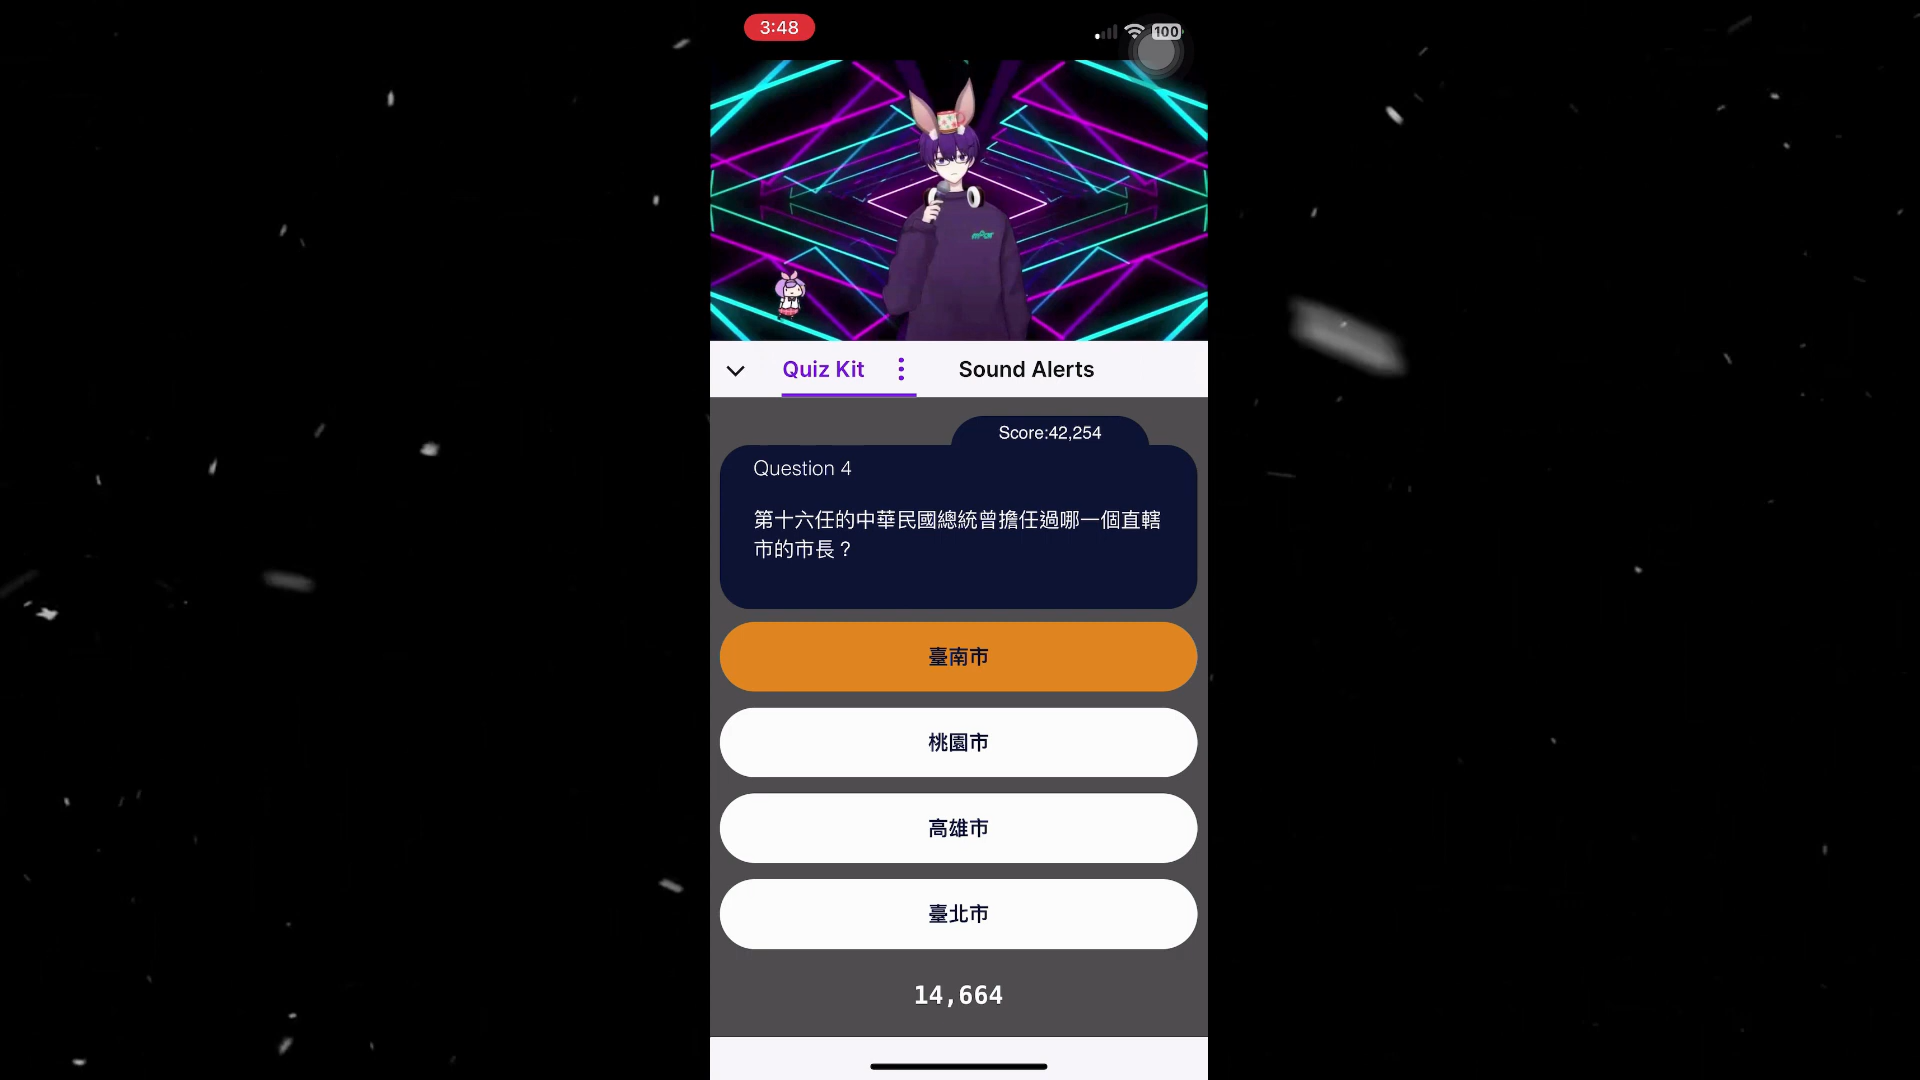 3:48
100
Quiz Kit
Sound Alerts
Score:42,254
Question 4
第十六任的中華民國總統曾擔任過哪一個直轄
市的市長？
臺南市
桃園市
高雄市
臺北市
14,664